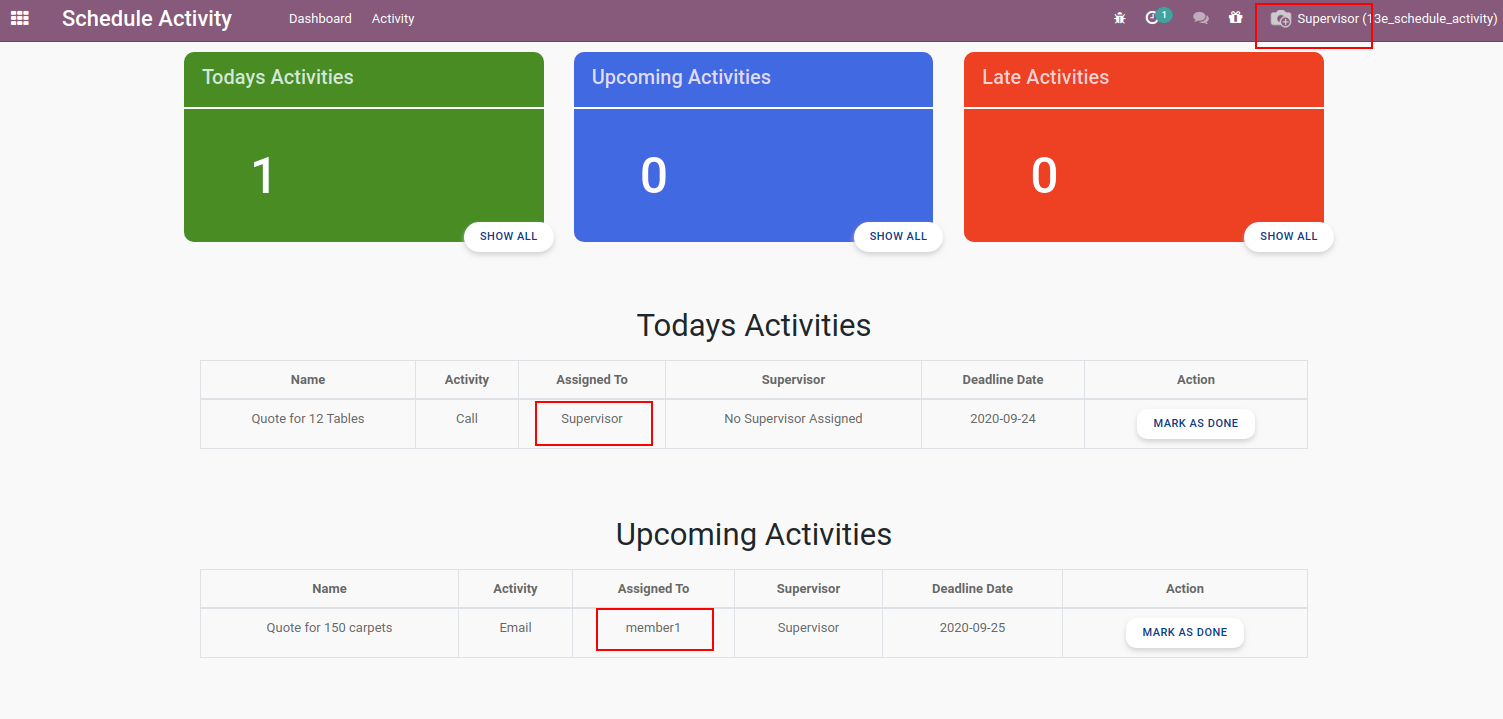 Schedule Activity Dashboard Activity 1 Supervisor (13e_schedule_activity)
Todays Activities
1
SHOW ALL
Upcoming Activities
0
SHOW ALL
Late Activities
0
SHOW ALL
Todays Activities
Name Activity Assigned To Supervisor Deadline Date Action
Quote for 12 Tables Call Supervisor No Supervisor Assigned 2020-09-24 MARK AS DONE
Upcoming Activities
Name Activity Assigned To Supervisor Deadline Date Action
Quote for 150 carpets Email member1 Supervisor 2020-09-25 MARK AS DONE